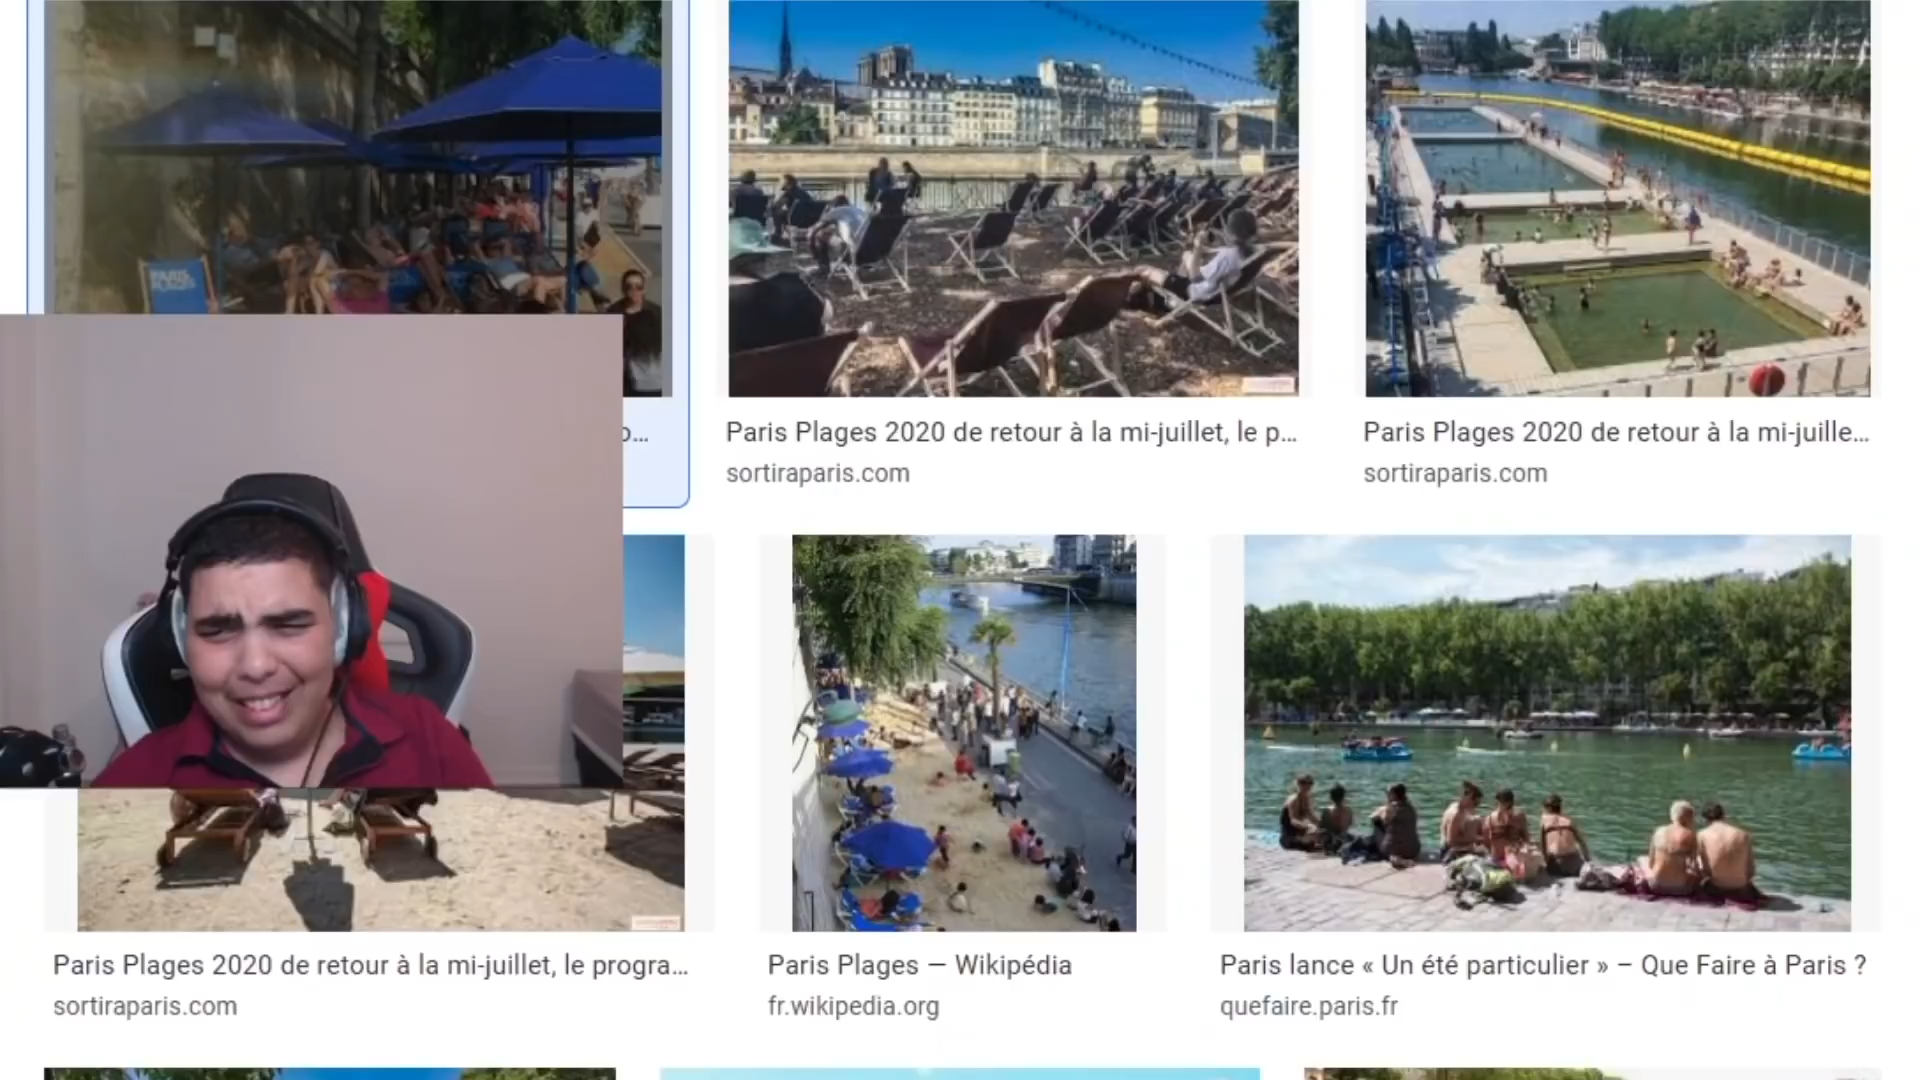 PARIS
PLAGES
o...
Paris Plages 2020 de retour à la mi-juillet, le p...
sortiraparis.com
Paris Plages 2020 de retour à la mi-juille...
sortiraparis.com
Paris Plages 2020 de retour à la mi-juillet, le progra...
sortiraparis.com
Paris Plages — Wikipédia
fr.wikipedia.org
Paris lance « Un été particulier » – Que Faire à Paris ?
quefaire.paris.fr